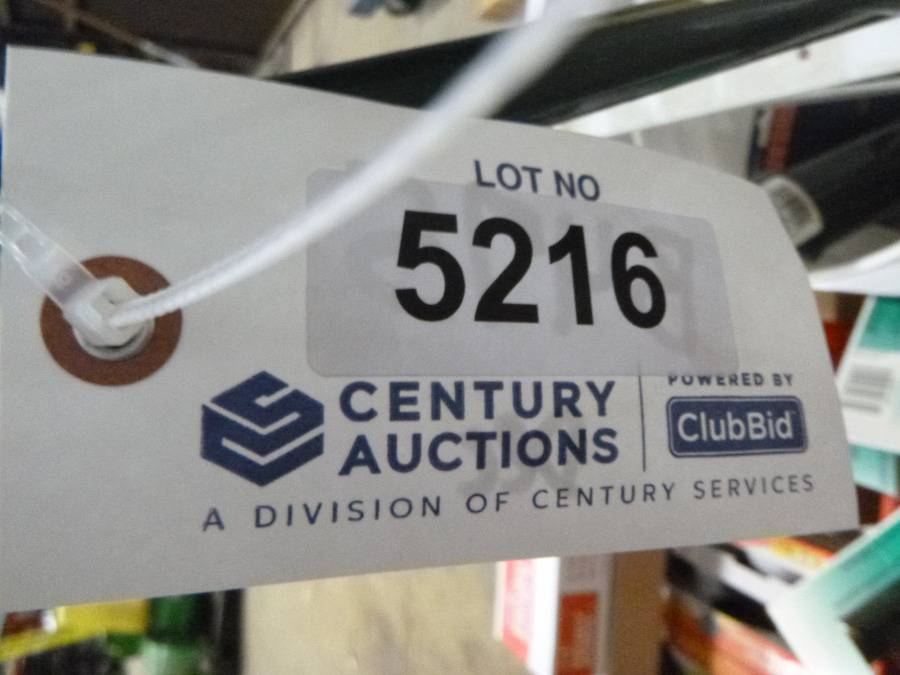 LOT NO
5216
CENTURY
AUCTIONS
POWERED BY
ClubBid
A DIVISION OF CENTURY SERVICES